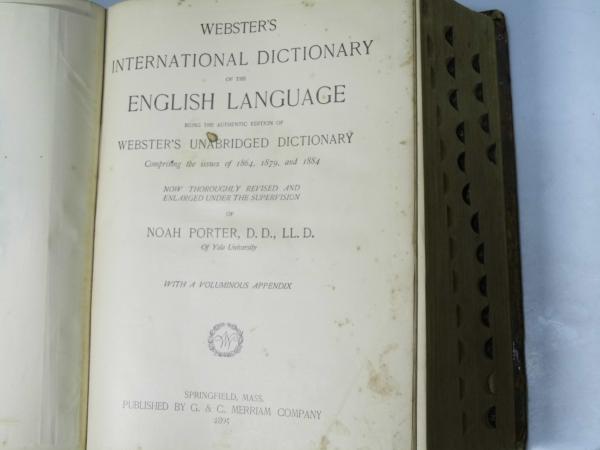 WEBSTER'S
INTERNATIONAL DICTIONARY
OF THE
ENGLISH LANGUAGE
BEING THE AUTHENTIC EDITION OF
WEBSTER'S UNABRIDGED DICTIONARY
Comprising the issues of 1864, 1879, and 1884
NOW THOROUGHLY REVISED AND
ENLARGED UNDER THE SUPERVISION
OF
NOAH PORTER, D. D., LL. D.
Of Yale University
WITH A VOLUMINOUS APPENDIX
SPRINGFIELD, MASS.
PUBLISHED BY G. & C. MERRIAM COMPANY
1895